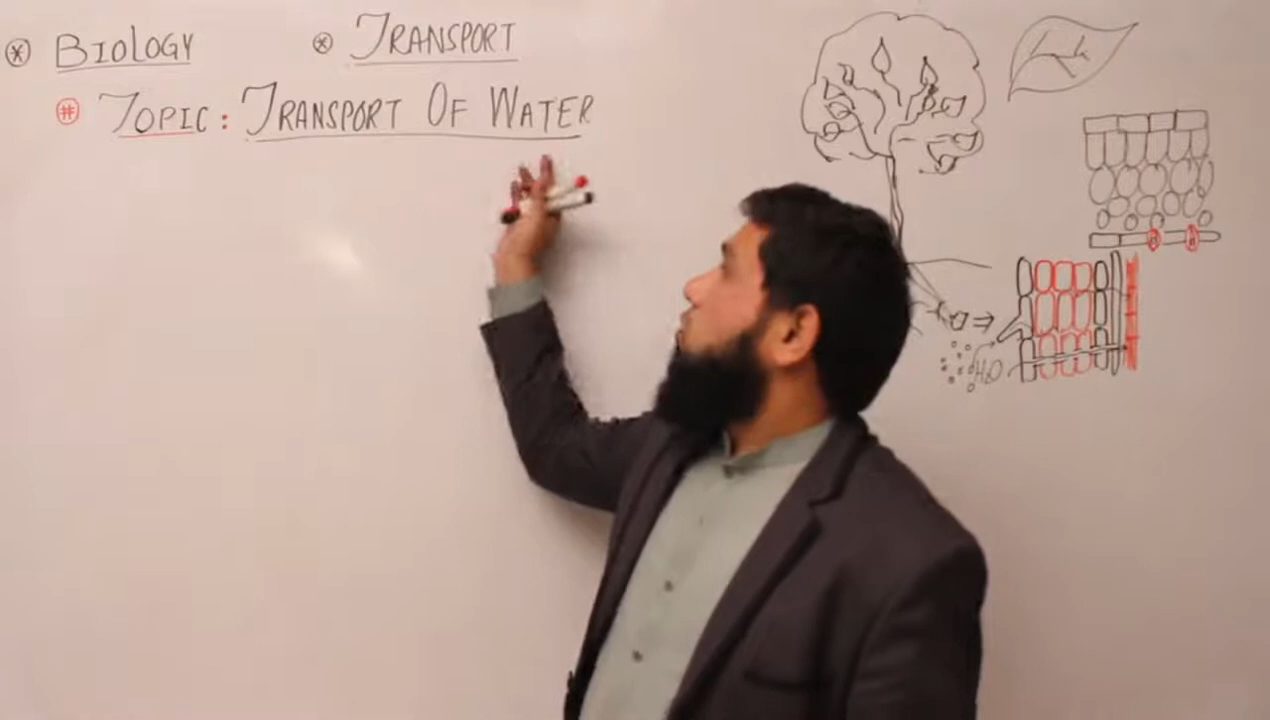 BIOLOGY
TRANSPORT
# TOPIC: TRANSPORT OF WATER
H2O